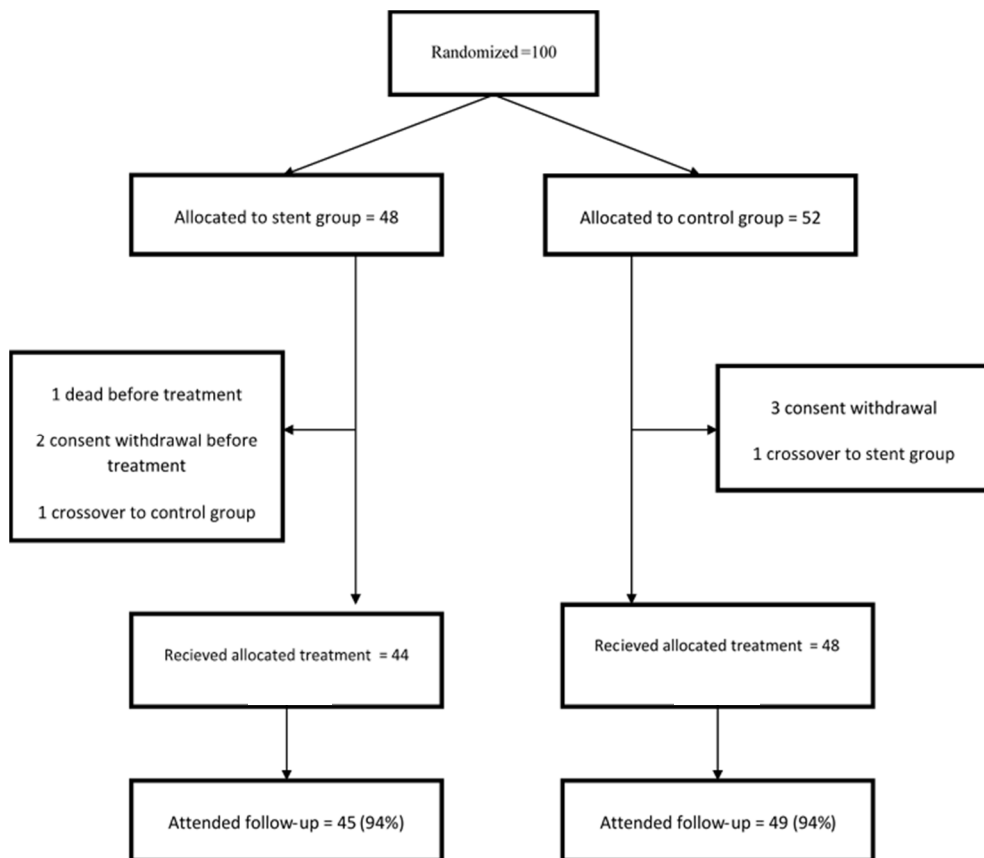 Randomized =100
Allocated to stent group = 48
Allocated to control group = 52
1 dead before treatment
2 consent withdrawal before
treatment
1 crossover to control group
3 consent withdrawal
1 crossover to stent group
Recieved allocated treatment = 44
Recieved allocated treatment = 48
Attended follow-up = 45 (94%)
Attended follow-up = 49 (94%)